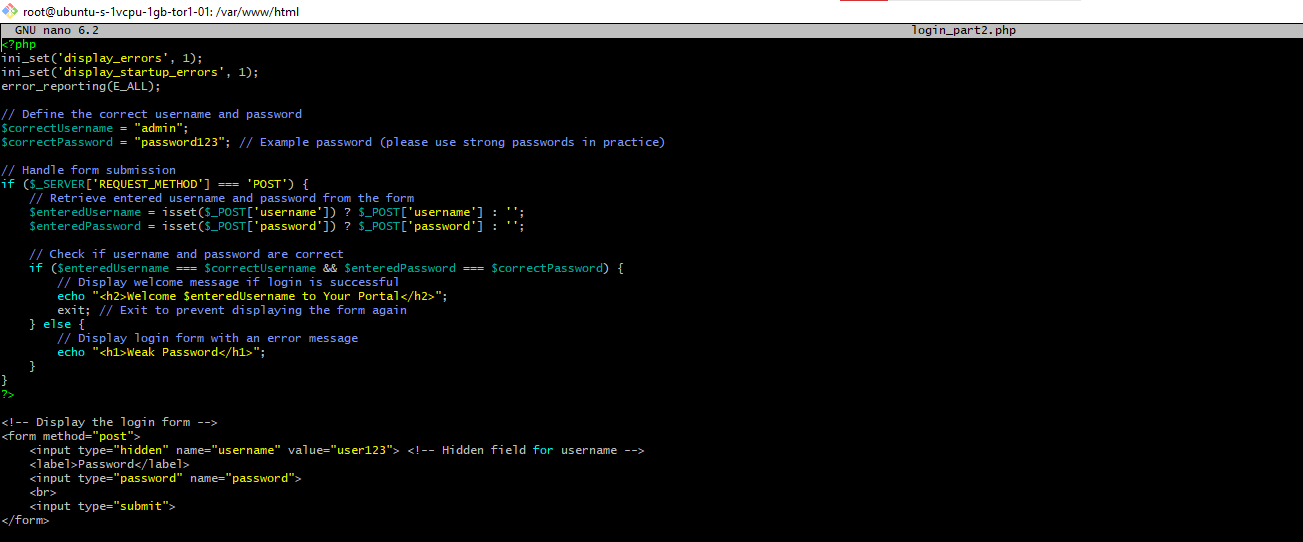 root@ubuntu-s-1vcpu-1gb-tor1-01: /var/www/html
GNU nano 6.2 login_part2.php
<?php
ini_set('display_errors', 1);
ini_set('display_startup_errors', 1);
error_reporting(E_ALL);

// Define the correct username and password
$correctUsername = "admin";
$correctPassword = "password123"; // Example password (please use strong passwords in practice)

// Handle form submission
if ($_SERVER['REQUEST_METHOD'] === 'POST') {
    // Retrieve entered username and password from the form
    $enteredUsername = isset($_POST['username']) ? $_POST['username'] : '';
    $enteredPassword = isset($_POST['password']) ? $_POST['password'] : '';

    // Check if username and password are correct
    if ($enteredUsername === $correctUsername && $enteredPassword === $correctPassword) {
        // Display welcome message if login is successful
        echo "<h2>Welcome $enteredUsername to Your Portal</h2>";
        exit; // Exit to prevent displaying the form again
    } else {
        // Display login form with an error message
        echo "<h1>Weak Password</h1>";
    }
}
?>

<!-- Display the login form -->
<form method="post">
    <input type="hidden" name="username" value="user123"> <!-- Hidden field for username -->
    <label>Password</label>
    <input type="password" name="password">
    <br>
    <input type="submit">
</form>